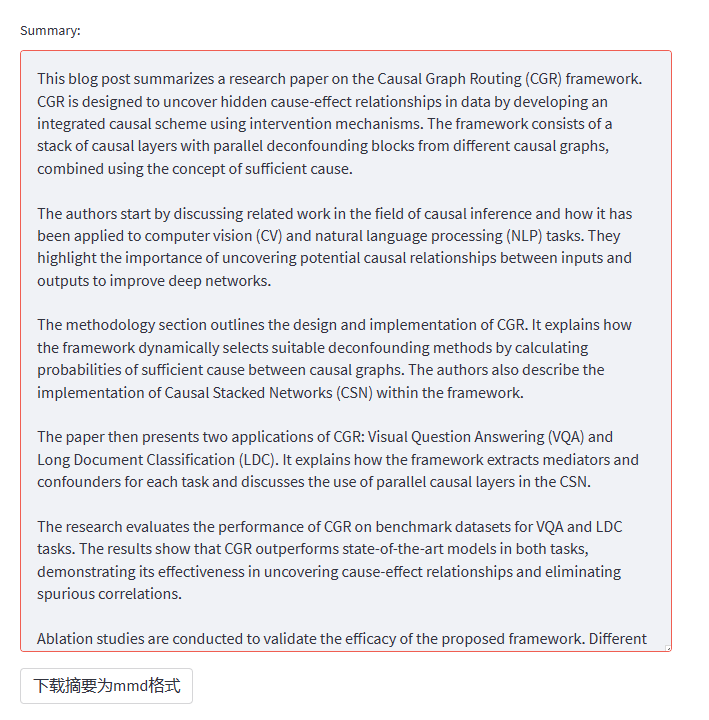 Summary:
This blog post summarizes a research paper on the Causal Graph Routing (CGR) framework.
CGR is designed to uncover hidden cause-effect relationships in data by developing an
integrated causal scheme using intervention mechanisms. The framework consists of a
stack of causal layers with parallel deconfounding blocks from different causal graphs,
combined using the concept of sufficient cause.
The authors start by discussing related work in the field of causal inference and how it has
been applied to computer vision (CV) and natural language processing (NLP) tasks. They
highlight the importance of uncovering potential causal relationships between inputs and
outputs to improve deep networks.
The methodology section outlines the design and implementation of CGR. It explains how
the framework dynamically selects suitable deconfounding methods by calculating
probabilities of sufficient cause between causal graphs. The authors also describe the
implementation of Causal Stacked Networks (CSN) within the framework.
The paper then presents two applications of CGR: Visual Question Answering (VQA) and
Long Document Classification (LDC). It explains how the framework extracts mediators and
confounders for each task and discusses the use of parallel causal layers in the CSN.
The research evaluates the performance of CGR on benchmark datasets for VQA and LDC
tasks. The results show that CGR outperforms state-of-the-art models in both tasks,
demonstrating its effectiveness in uncovering cause-effect relationships and eliminating
spurious correlations.
Ablation studies are conducted to validate the efficacy of the proposed framework. Different
下载摘要为mmd格式